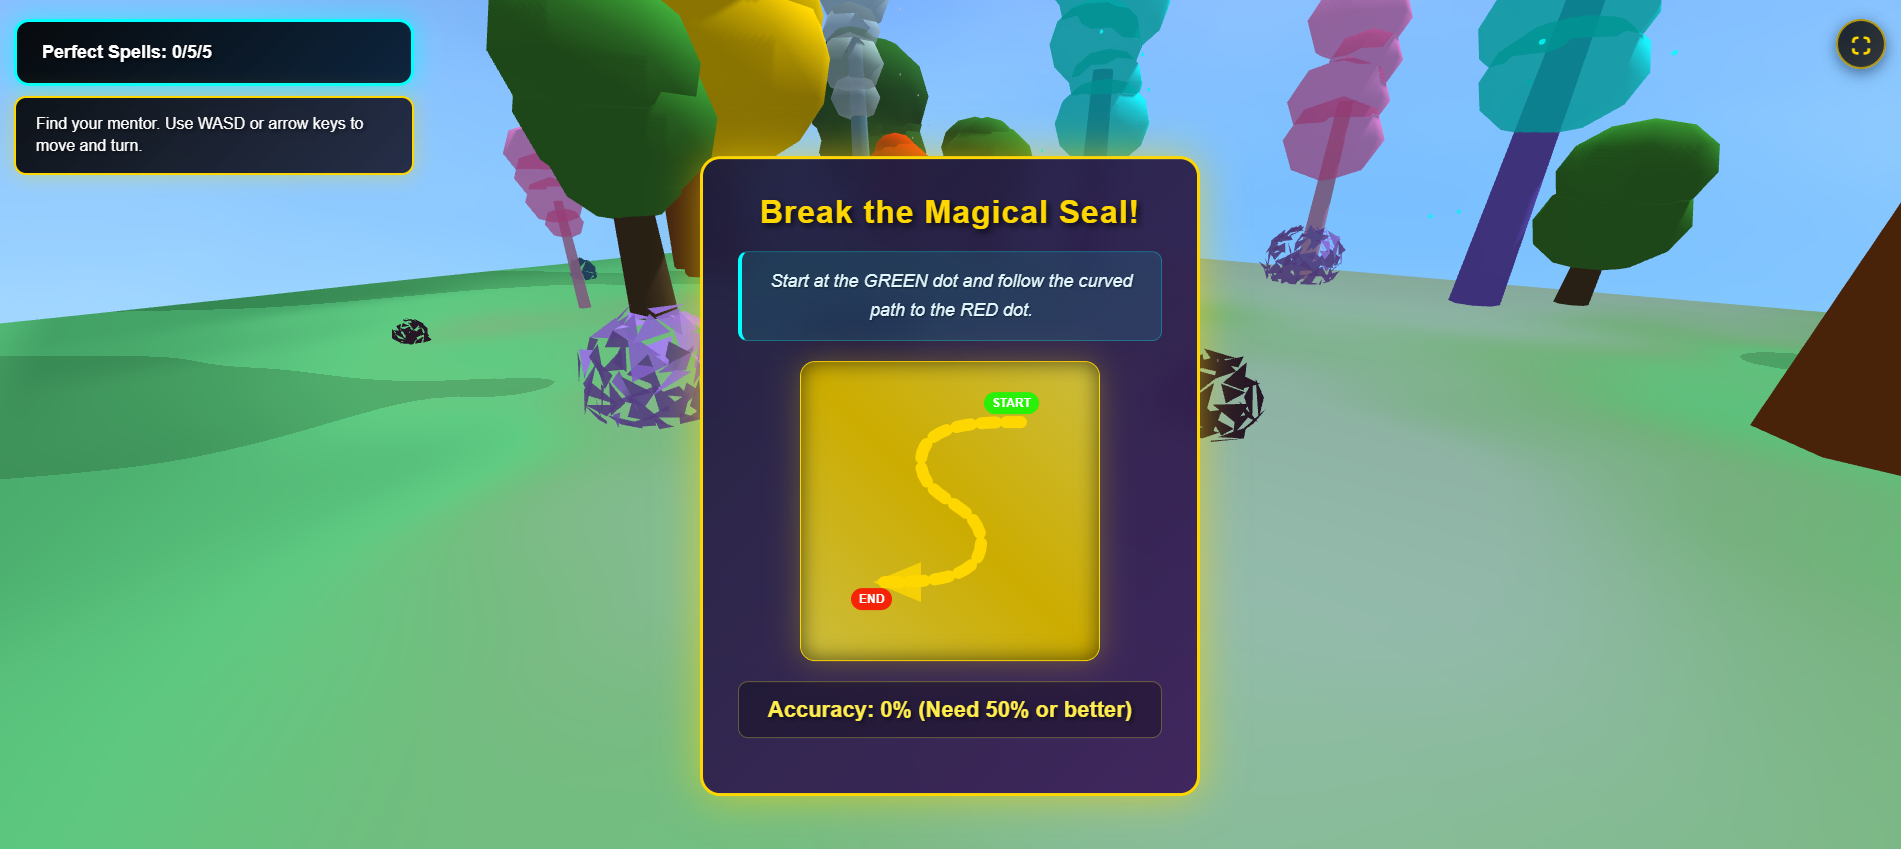 Perfect Spells: 0/5/5
Find your mentor. Use WASD or arrow keys to
move and turn.
Break the Magical Seal!
Start at the GREEN dot and follow the curved
path to the RED dot.
START
END
Accuracy: 0% (Need 50% or better)